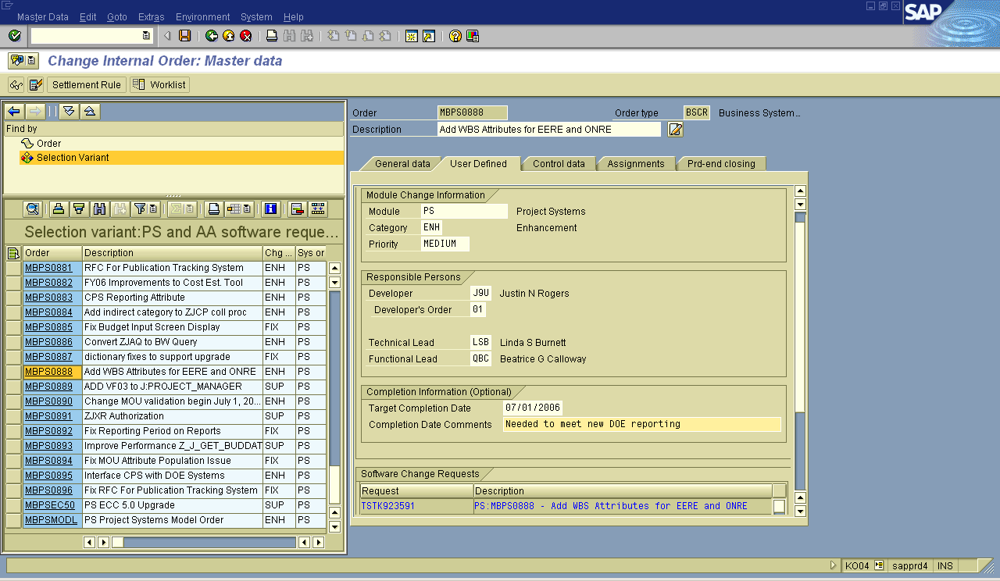 Master Data Edit Goto Extras Environment System Help
SAP
Change Internal Order: Master data
Settlement Rule Worklist
Find by
Order
Selection Variant
Selection variant:PS and AA software reque...
Order Description Chg ... Sys or
MBPS0881 RFC For Publication Tracking System ENH PS
MBPS0882 FY06 Improvements to Cost Est. Tool ENH PS
MBPS0883 CPS Reporting Attribute ENH PS
MBPS0884 Add indirect category to ZJCP coll proc ENH PS
MBPS0885 Fix Budget Input Screen Display FIX PS
MBPS0886 Convert ZJAQ to BW Query ENH PS
MBPS0887 dictionary fixes to support upgrade FIX PS
MBPS0888 Add WBS Attributes for EERE and ONRE ENH PS
MBPS0889 ADD VF03 to J:PROJECT_MANAGER SUP PS
MBPS0890 Change MOU validation begin July 1, 20... ENH PS
MBPS0891 ZJXR Authorization SUP PS
MBPS0892 Fix Reporting Period on Reports FIX PS
MBPS0893 Improve Performance Z_J_GET_BUDDAT SUP PS
MBPS0894 Fix MOU Attribute Population Issue FIX PS
MBPS0895 Interface CPS with DOE Systems ENH PS
MBPS0896 Fix RFC For Publication Tracking System FIX PS
MBPSEC50 PS ECC 5.0 Upgrade SUP PS
MBPSMODL PS Project Systems Model Order ENH PS
Order MBPS0888 Order type BSCR Business System...
Description Add WBS Attributes for EERE and ONRE
General data User Defined Control data Assignments Prd-end closing
Module Change Information
Module PS Project Systems
Category ENH Enhancement
Priority MEDIUM
Responsible Persons
Developer J9U Justin N Rogers
Developer's Order 01
Technical Lead LSB Linda S Burnett
Functional Lead QBC Beatrice G Calloway
Completion Information (Optional)
Target Completion Date 07/01/2006
Completion Date Comments Needed to meet new DOE reporting
Software Change Requests
Request Description
TSTK923591 PS:MBPS0888 - Add WBS Attributes for EERE and ONRE
KO04 sapprd4 INS